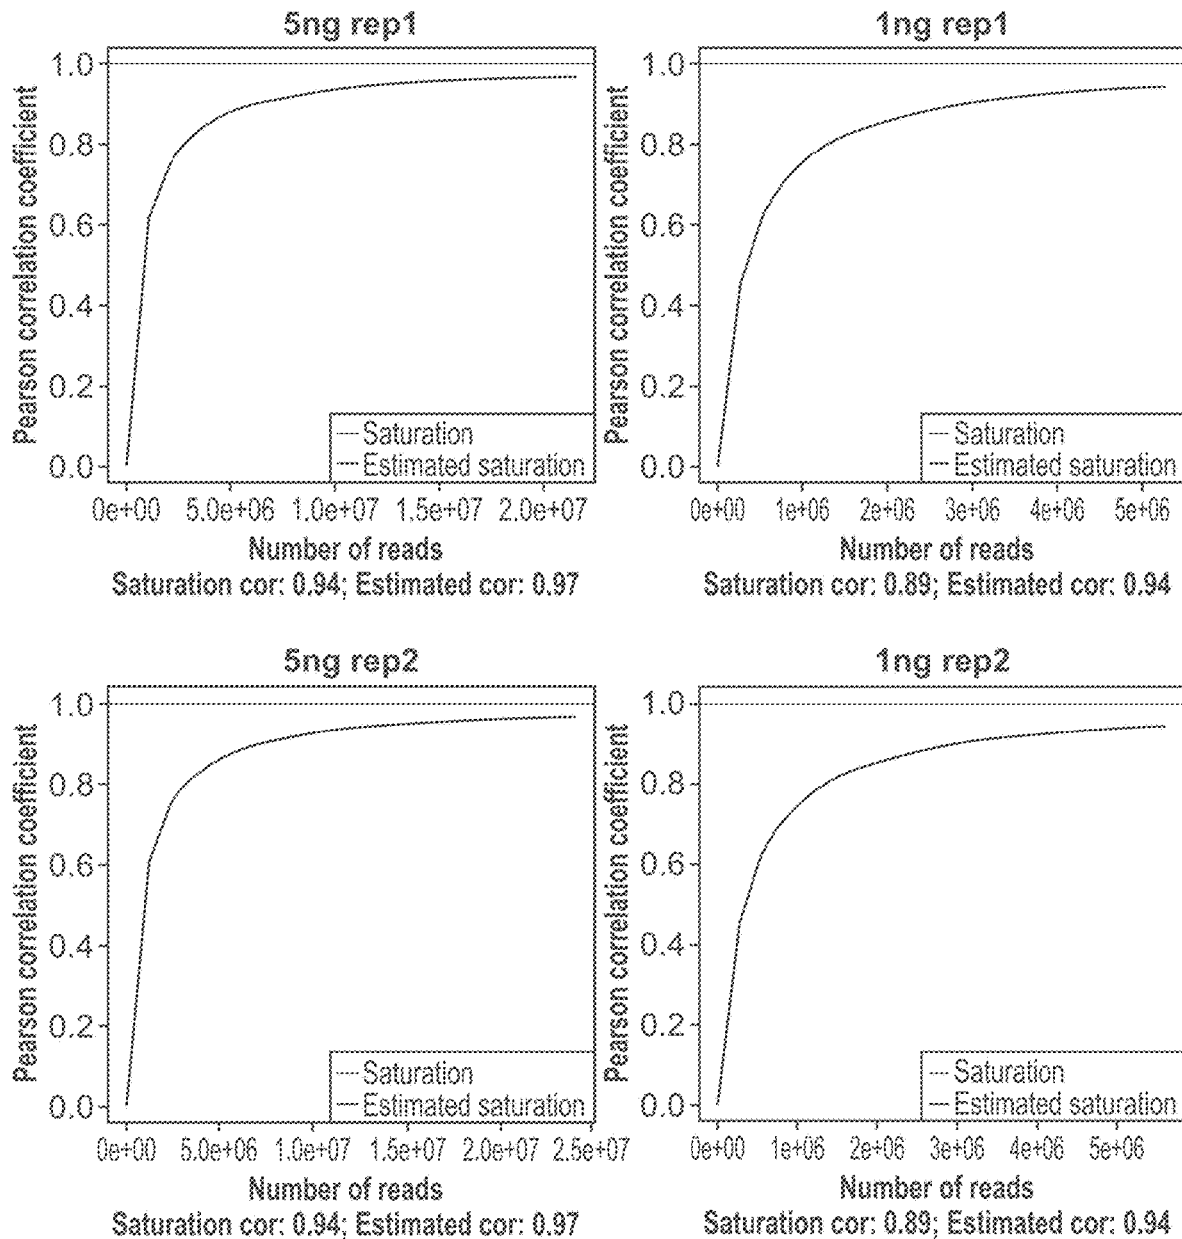 5ng rep1
Pearson correlation coefficient
1.0
0.8
0.6
0.4
0.2
0.0
Saturation
Estimated saturation
0e+00 5.0e+06 1.0e+07 1.5e+07 2.0e+07
Number of reads
Saturation cor: 0.94; Estimated cor: 0.97
1ng rep1
Pearson correlation coefficient
1.0
0.8
0.6
0.4
0.2
0.0
Saturation
Estimated saturation
0e+00 1e+06 2e+06 3e+06 4e+06 5e+06
Number of reads
Saturation cor: 0.89; Estimated cor: 0.94
5ng rep2
Pearson correlation coefficient
1.0
0.8
0.6
0.4
0.2
0.0
Saturation
Estimated saturation
0e+00 5.0e+06 1.0e+07 1.5e+07 2.0e+07 2.5e+07
Number of reads
Saturation cor: 0.94; Estimated cor: 0.97
1ng rep2
Pearson correlation coefficient
1.0
0.8
0.6
0.4
0.2
0.0
Saturation
Estimated saturation
0e+00 1e+06 2e+06 3e+06 4e+06 5e+06
Number of reads
Saturation cor: 0.89; Estimated cor: 0.94